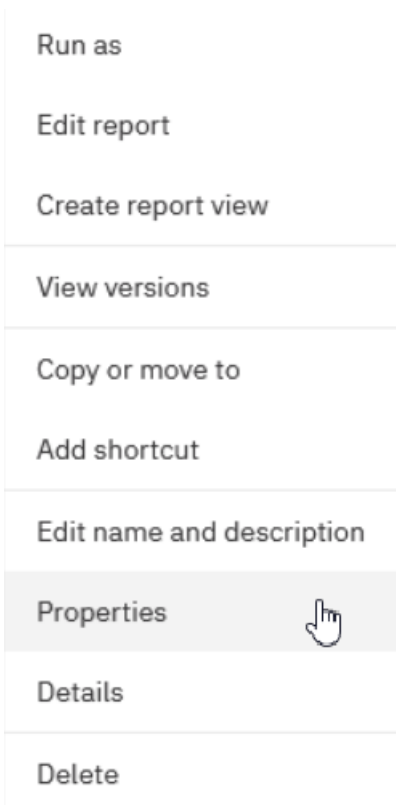 Run as
Edit report
Create report view
View versions
Copy or move to
Add shortcut
Edit name and description
Properties
Details
Delete